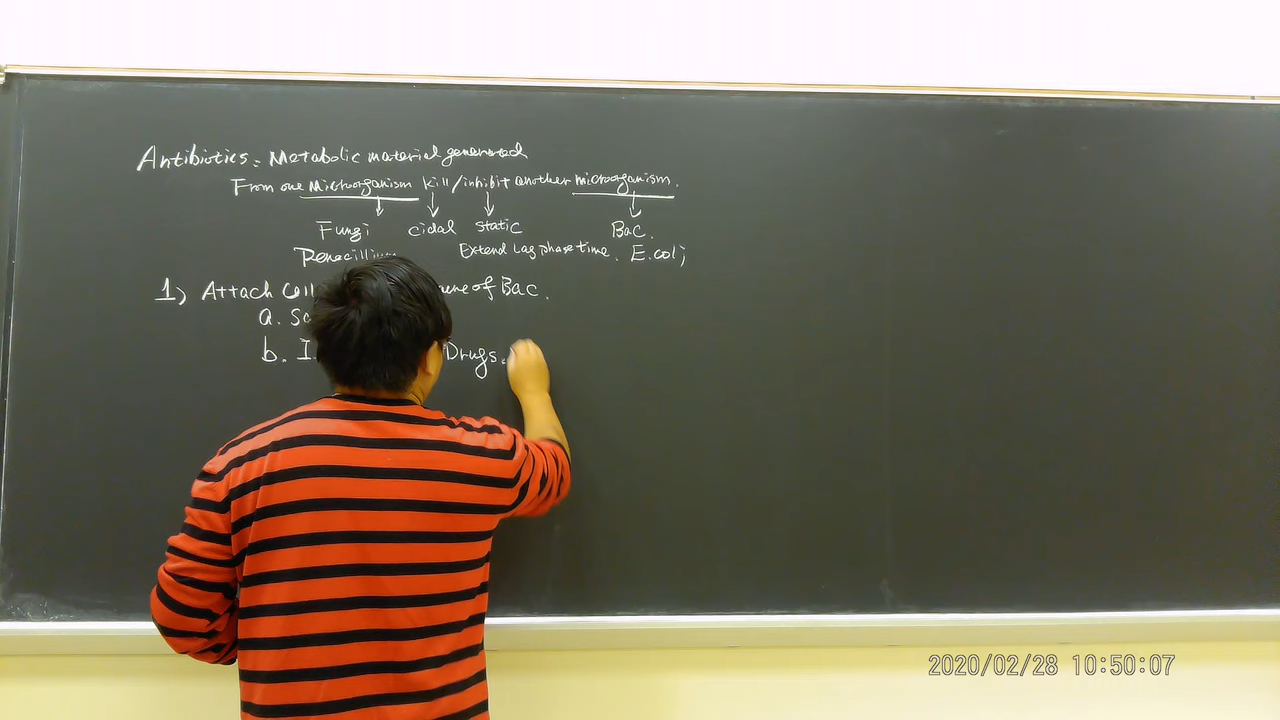 Antibiotics: Metabolic material generated
From one Microorganism kill/inhibit another microorganism.
Fungi cidal static Bac.
Penecillium Extend Lag phase time. E.coli
1) Attach Cell of Bac.
a.
b. Drugs.
2020/02/28 10:50:07